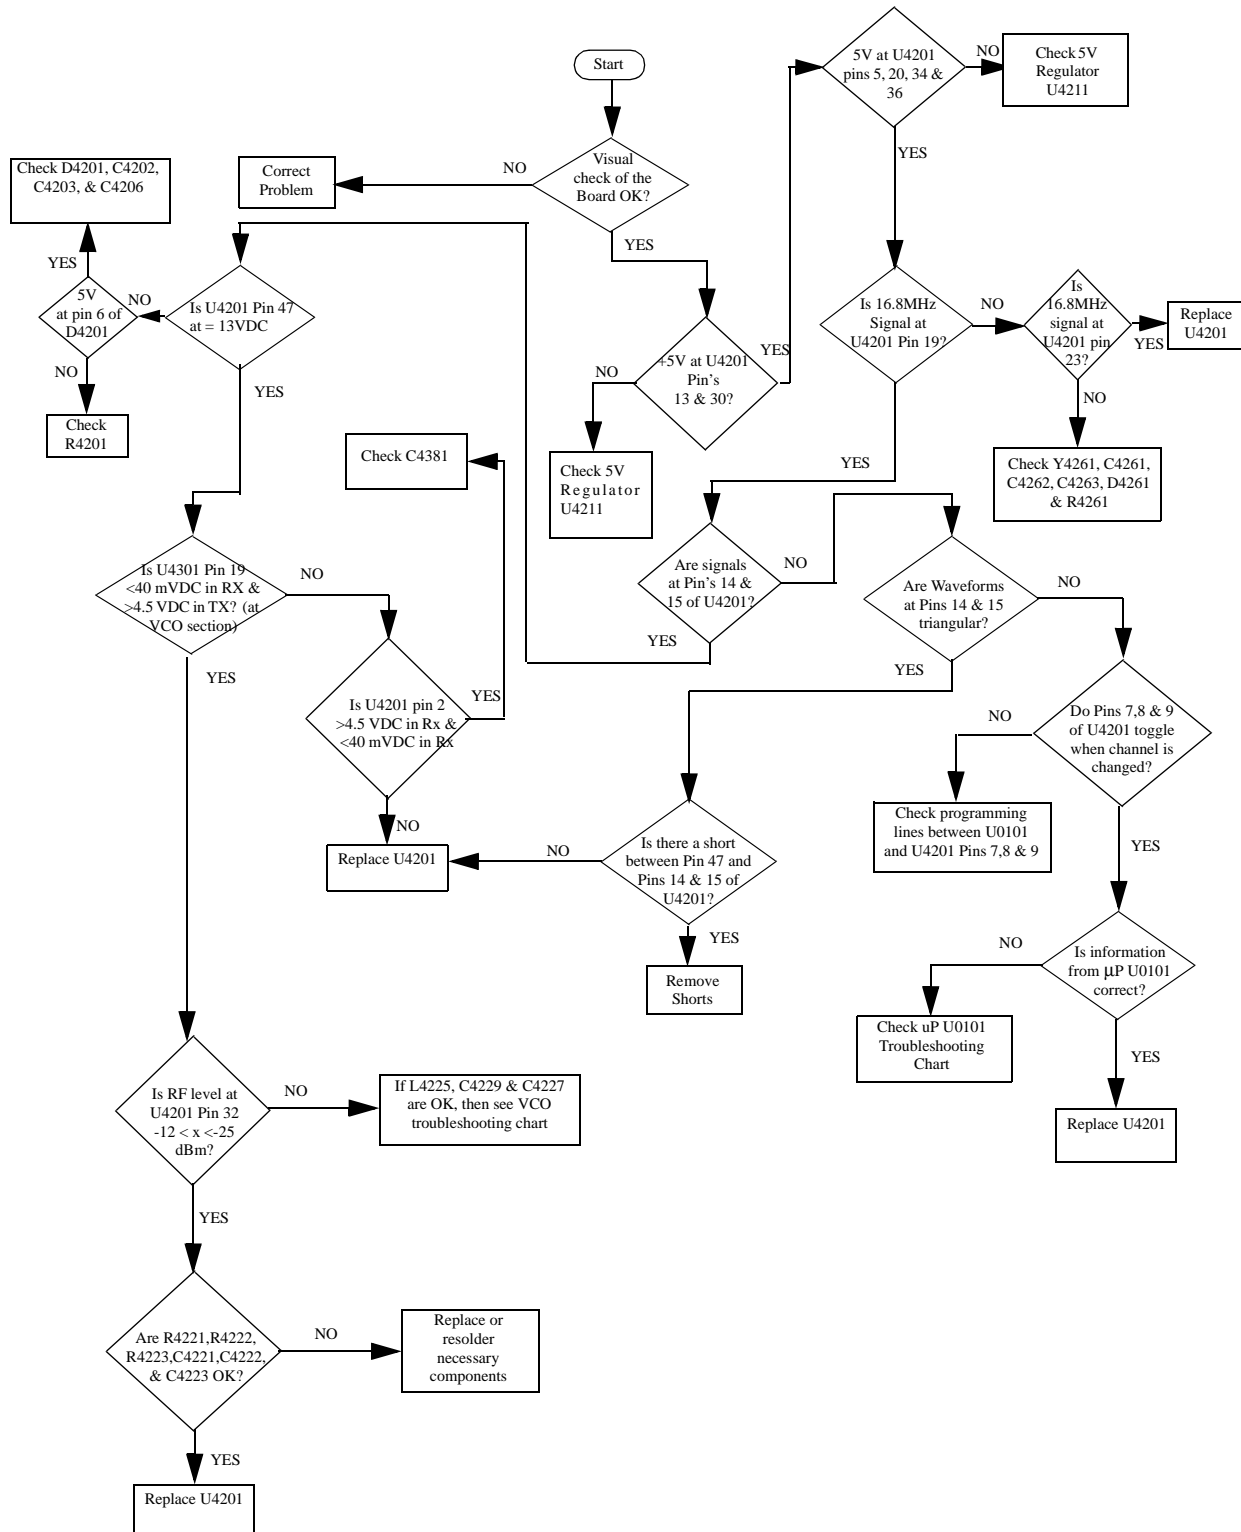 Start
Visual
check of the
Board OK?
NO
Correct
Problem
YES
+5V at U4201
Pin's
13 & 30?
NO
Check 5V
Regulator
U4211
YES
5V at U4201
pins 5, 20, 34 &
36
NO
Check 5V
Regulator
U4211
YES
Is 16.8MHz
Signal at
U4201 Pin 19?
NO
Is
16.8MHz
signal at
U4201 pin
23?
YES
Replace
U4201
NO
Check Y4261, C4261,
C4262, C4263, D4261
& R4261
YES
Are signals
at Pin's 14 &
15 of U4201?
NO
Are Waveforms
at Pins 14 & 15
triangular?
NO
Do Pins 7,8 & 9
of U4201 toggle
when channel is
changed?
NO
Check programming
lines between U0101
and U4201 Pins 7,8 & 9
YES
Is information
from μP U0101
correct?
NO
Check uP U0101
Troubleshooting
Chart
YES
Replace U4201
YES
Is there a short
between Pin 47 and
Pins 14 & 15 of
U4201?
NO
Replace U4201
YES
Remove
Shorts
YES
Is U4201 Pin 47
at = 13VDC
NO
5V
at pin 6 of
D4201
YES
Check D4201, C4202,
C4203, & C4206
NO
Check
R4201
YES
Is U4301 Pin 19
<40 mVDC in RX &
>4.5 VDC in TX? (at
VCO section)
NO
Is U4201 pin 2
>4.5 VDC in Rx &
<40 mVDC in Rx
YES
Check C4381
NO
YES
Is RF level at
U4201 Pin 32
-12 < x <-25
dBm?
NO
If L4225, C4229 & C4227
are OK, then see VCO
troubleshooting chart
YES
Are R4221,R4222,
R4223,C4221,C4222,
& C4223 OK?
NO
Replace or
resolder
necessary
components
YES
Replace U4201